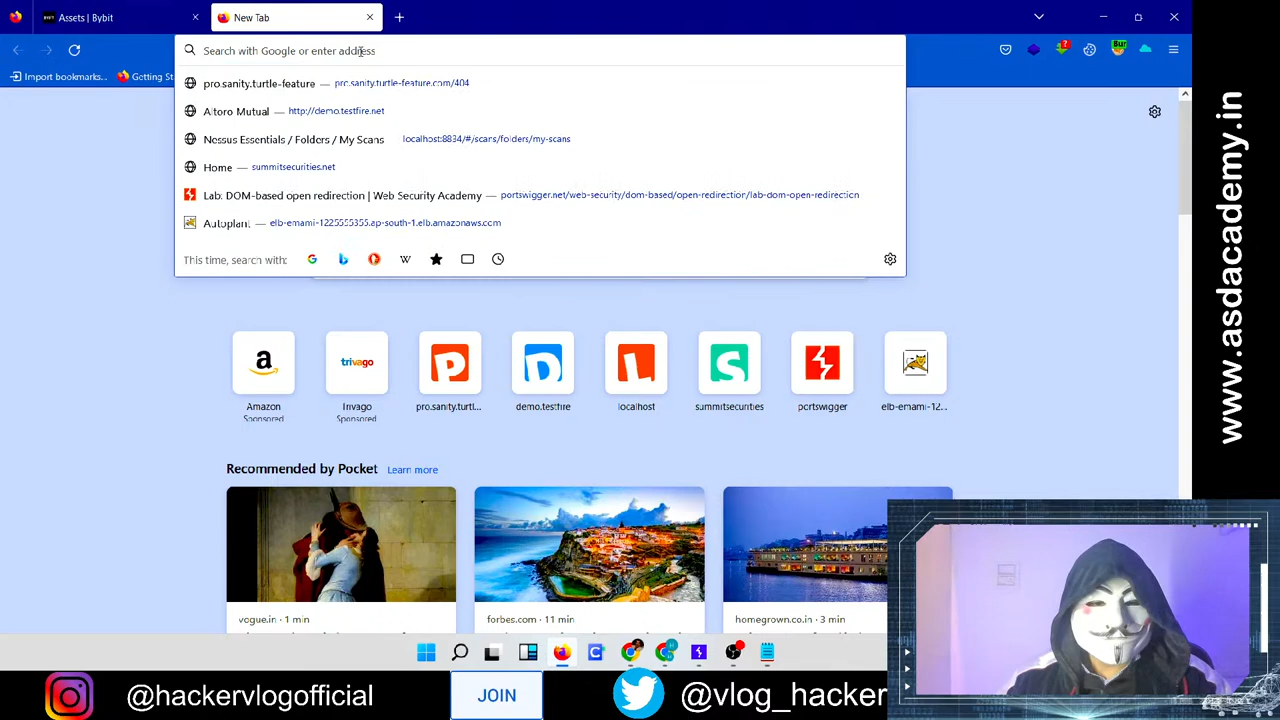 Assets | Bybit
New Tab
Search with Google or enter address
Import bookmarks...
Getting St
pro.sanity.turtle-feature — pro.sanity.turtle-feature.com/404
Altoro Mutual — http://demo.testfire.net
Nessus Essentials / Folders / My Scans localhost:8834/#/scans/folders/my-scans
Home — summitsecurities.net
Lab: DOM-based open redirection | Web Security Academy — portswigger.net/web-security/dom-based/open-redirection/lab-dom-open-redirection
Autoplant — elb-emami-1225555355.ap-south-1.elb.amazonaws.com
This time, search with:
Amazon
Sponsored
trivago
Trivago
Sponsored
pro.sanity.turtl...
demo.testfire
localhost
summitsecurities
portswigger
elb-emami-12...
Recommended by Pocket Learn more
vogue.in · 1 min
forbes.com · 11 min
homegrown.co.in · 3 min
@hackervlogofficial
JOIN
@vlog_hacker
www.asdacademy.in